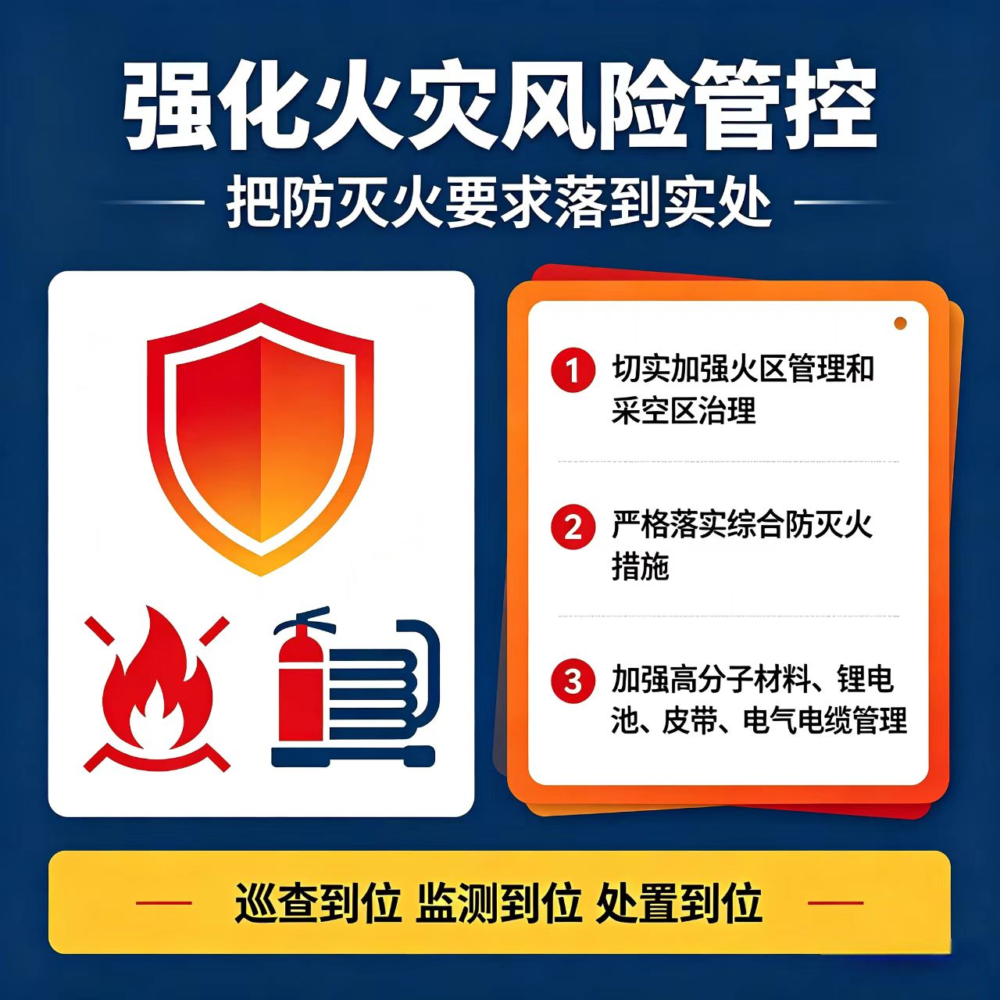 强化火灾风险管控
把防灭火要求落到实处
1 切实加强火区管理和
采空区治理
2 严格落实综合防灭火
措施
3 加强高分子材料、锂电
池、皮带、电气电缆管理
巡查到位 监测到位 处置到位